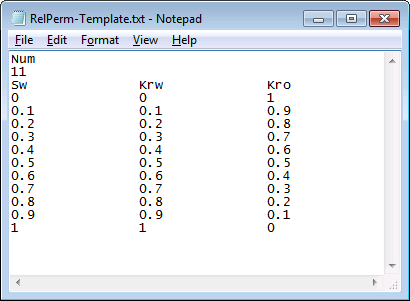 RelPerm-Template.txt - Notepad
File Edit Format View Help
Num
11
Sw Krw Kro
0 0 1
0.1 0.1 0.9
0.2 0.2 0.8
0.3 0.3 0.7
0.4 0.4 0.6
0.5 0.5 0.5
0.6 0.6 0.4
0.7 0.7 0.3
0.8 0.8 0.2
0.9 0.9 0.1
1 1 0